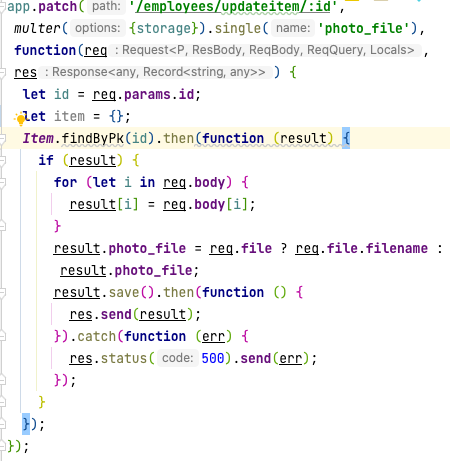 app.patch( path: '/employees/updateitem/:id',
multer( options: {storage}).single( name: 'photo_file'),
function(req : Request<P, ResBody, ReqBody, ReqQuery, Locals> ,
res : Response<any, Record<string, any>> ) {
let id = req.params.id;
let item = {};
Item.findByPk(id).then(function (result) {
if (result) {
for (let i in req.body) {
result[i] = req.body[i];
}
result.photo_file = req.file ? req.file.filename :
result.photo_file;
result.save().then(function () {
res.send(result);
}).catch(function (err) {
res.status( code: 500).send(err);
});
}
});
});